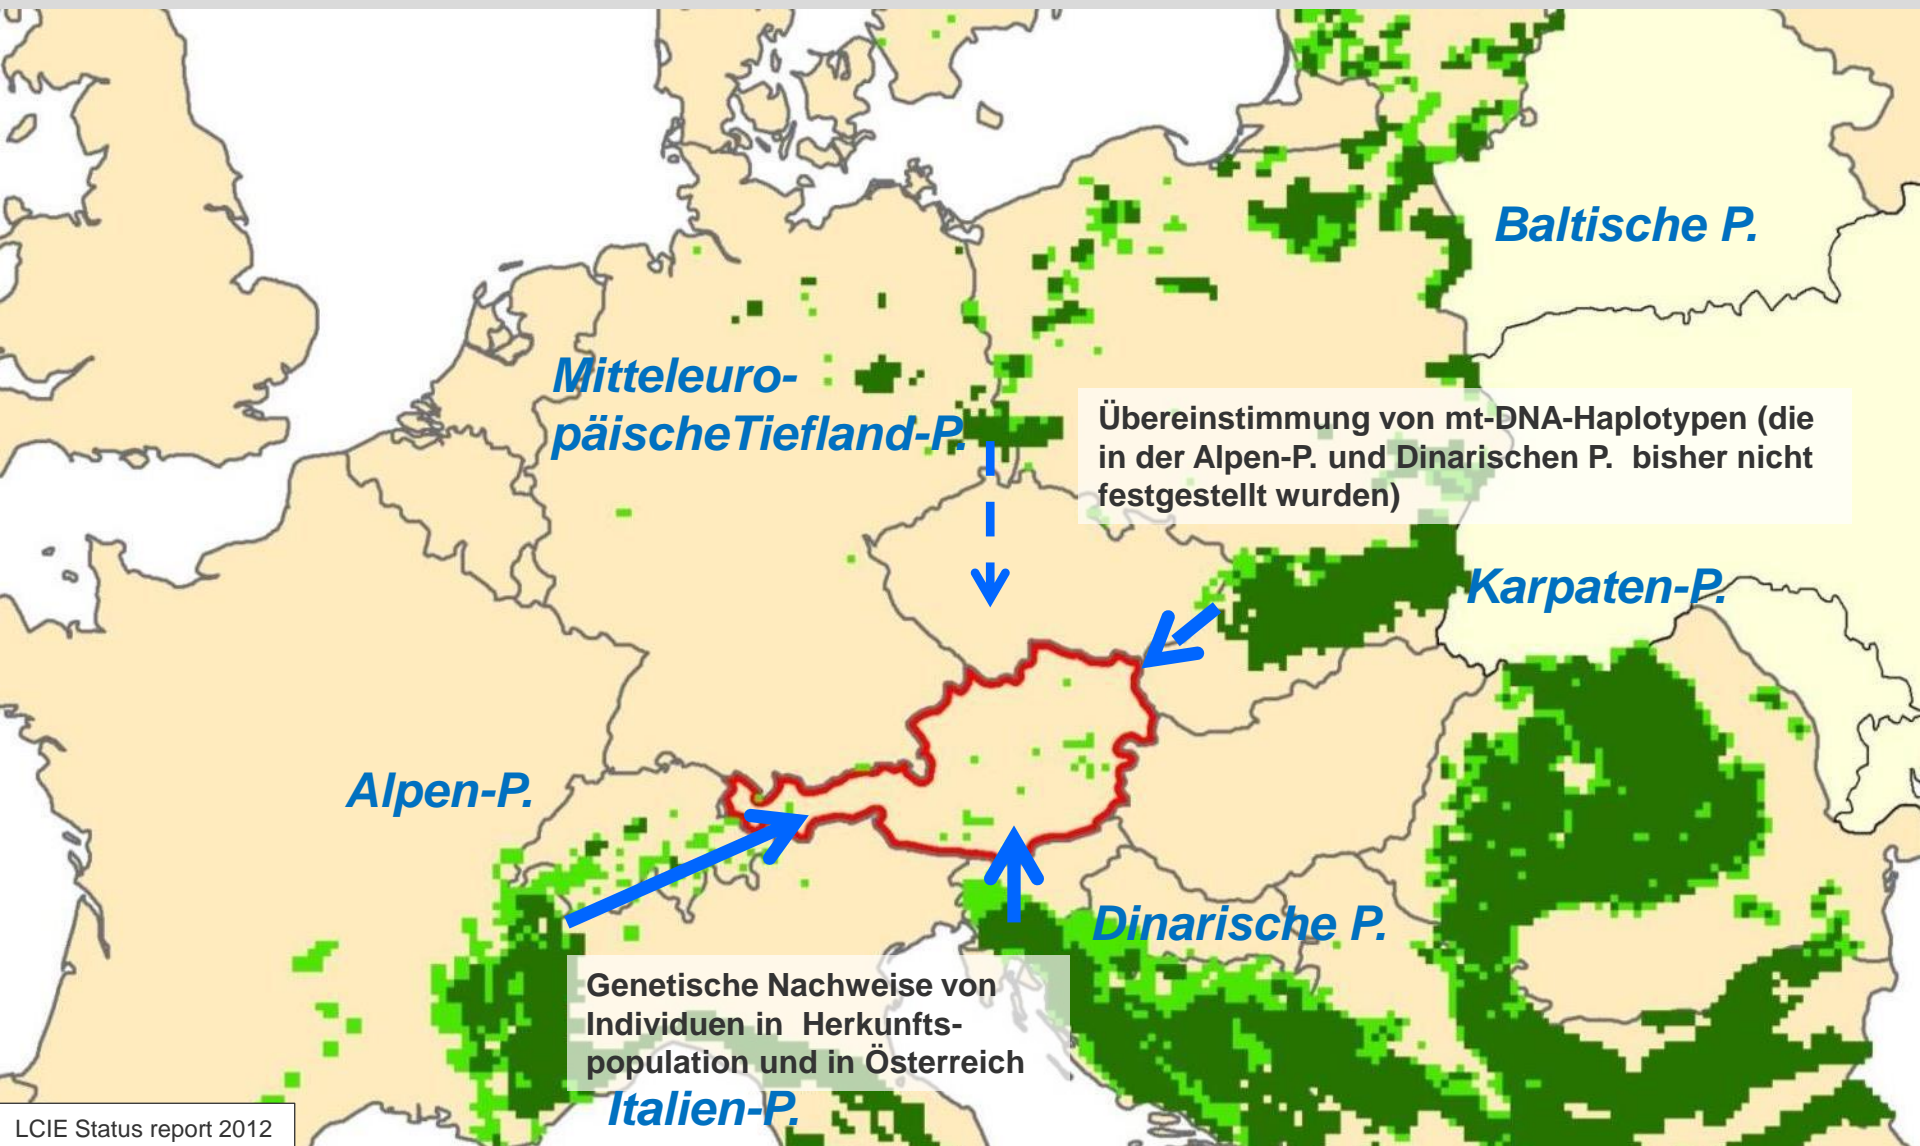 Baltische P.
Mitteleuro-
päischeTiefland-P.
Übereinstimmung von mt-DNA-Haplotypen (die
in der Alpen-P. und Dinarischen P.  bisher nicht
festgestellt wurden)
Karpaten-P.
Alpen-P.
Dinarische P.
Genetische Nachweise von
Individuen in  Herkunfts-
population und in Österreich
Italien-P.
LCIE Status report 2012